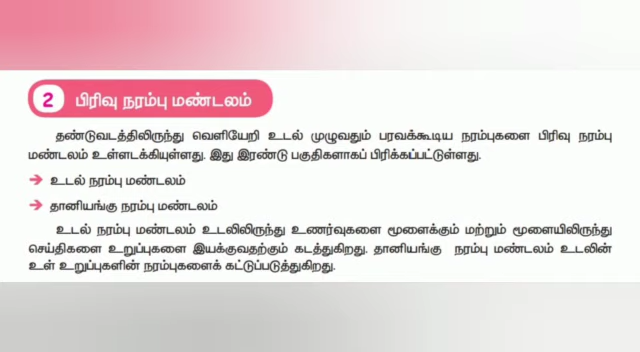 2 பிரிவு நரம்பு மண்டலம்
தண்டுவடத்திலிருந்து வெளியேறி உடல் முழுவதும் பரவக்கூடிய நரம்புகளை பிரிவு நரம்பு
மண்டலம் உள்ளடக்கியுள்ளது. இது இரண்டு பகுதிகளாகப் பிரிக்கப்பட்டுள்ளது.
➔ உடல் நரம்பு மண்டலம்
➔ தானியங்கு நரம்பு மண்டலம்
உடல் நரம்பு மண்டலம் உடலிலிருந்து உணர்வுகளை மூளைக்கும் மற்றும் மூளையிலிருந்து
செய்திகளை உறுப்புகளை இயக்குவதற்கும் கடத்துகிறது. தானியங்கு நரம்பு மண்டலம் உடலின்
உள் உறுப்புகளின் நரம்புகளைக் கட்டுப்படுத்துகிறது.